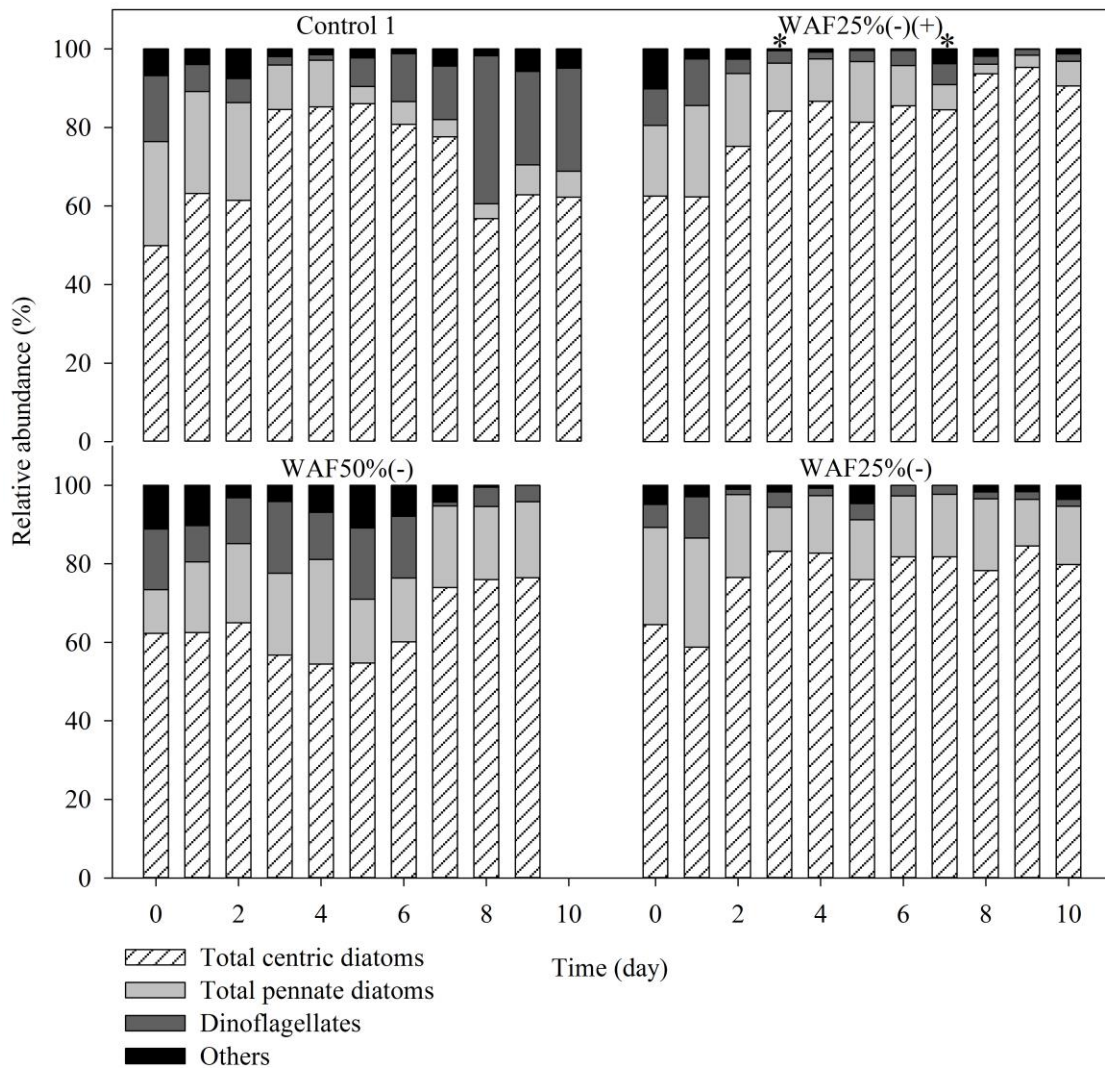 Control 1
WAF25%(-)(+)
* *
100
80
60
40
20
0
WAF50%(-)
WAF25%(-)
100
80
60
40
20
0
Relative abundance (%)
0 2 4 6 8 10
0 2 4 6 8 10
Time (day)
Total centric diatoms
Total pennate diatoms
Dinoflagellates
Others